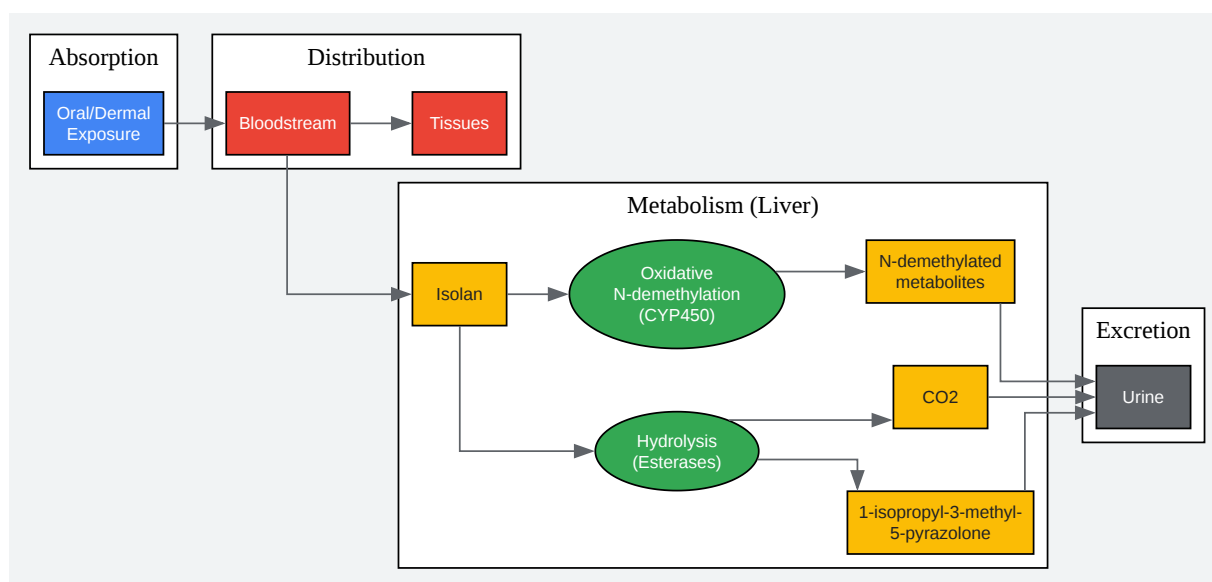 Absorption
Oral/Dermal
Exposure
Distribution
Bloodstream
Tissues
Metabolism (Liver)
Isolan
Oxidative
N-demethylation
(CYP450)
N-demethylated
metabolites
Hydrolysis
(Esterases)
CO2
1-isopropyl-3-methyl-
5-pyrazolone
Excretion
Urine